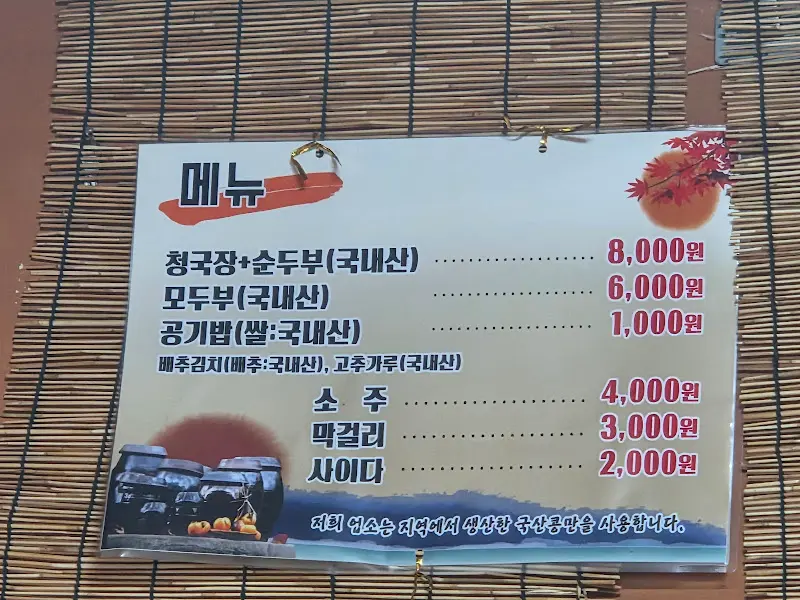 메뉴
청국장+순두부(국내산) ........................ 8,000원
모두부(국내산) ........................ 6,000원
공기밥(쌀:국내산) ........................ 1,000원
배추김치(배추:국내산), 고추가루(국내산)
소 주 ........................ 4,000원
막걸리 ........................ 3,000원
사이다 ........................ 2,000원
저희 업소는 지역에서 생산한 국산콩만을 사용합니다.